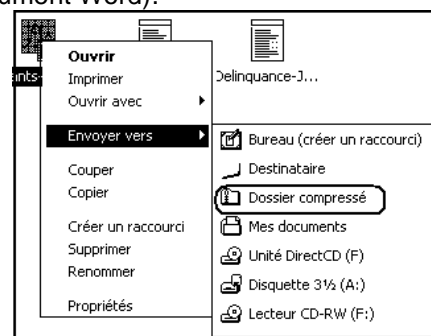 ument Word).
Ouvrir
ants-
Imprimer
Delinquance-J...
Ouvrir avec
Envoyer vers
Bureau (créer un raccourci)
Couper
Destinataire
Copier
Dossier compressé
Créer un raccourci
Mes documents
Supprimer
Unité DirectCD (F)
Renommer
Disquette 3½ (A:)
Propriétés
Lecteur CD-RW (F:)